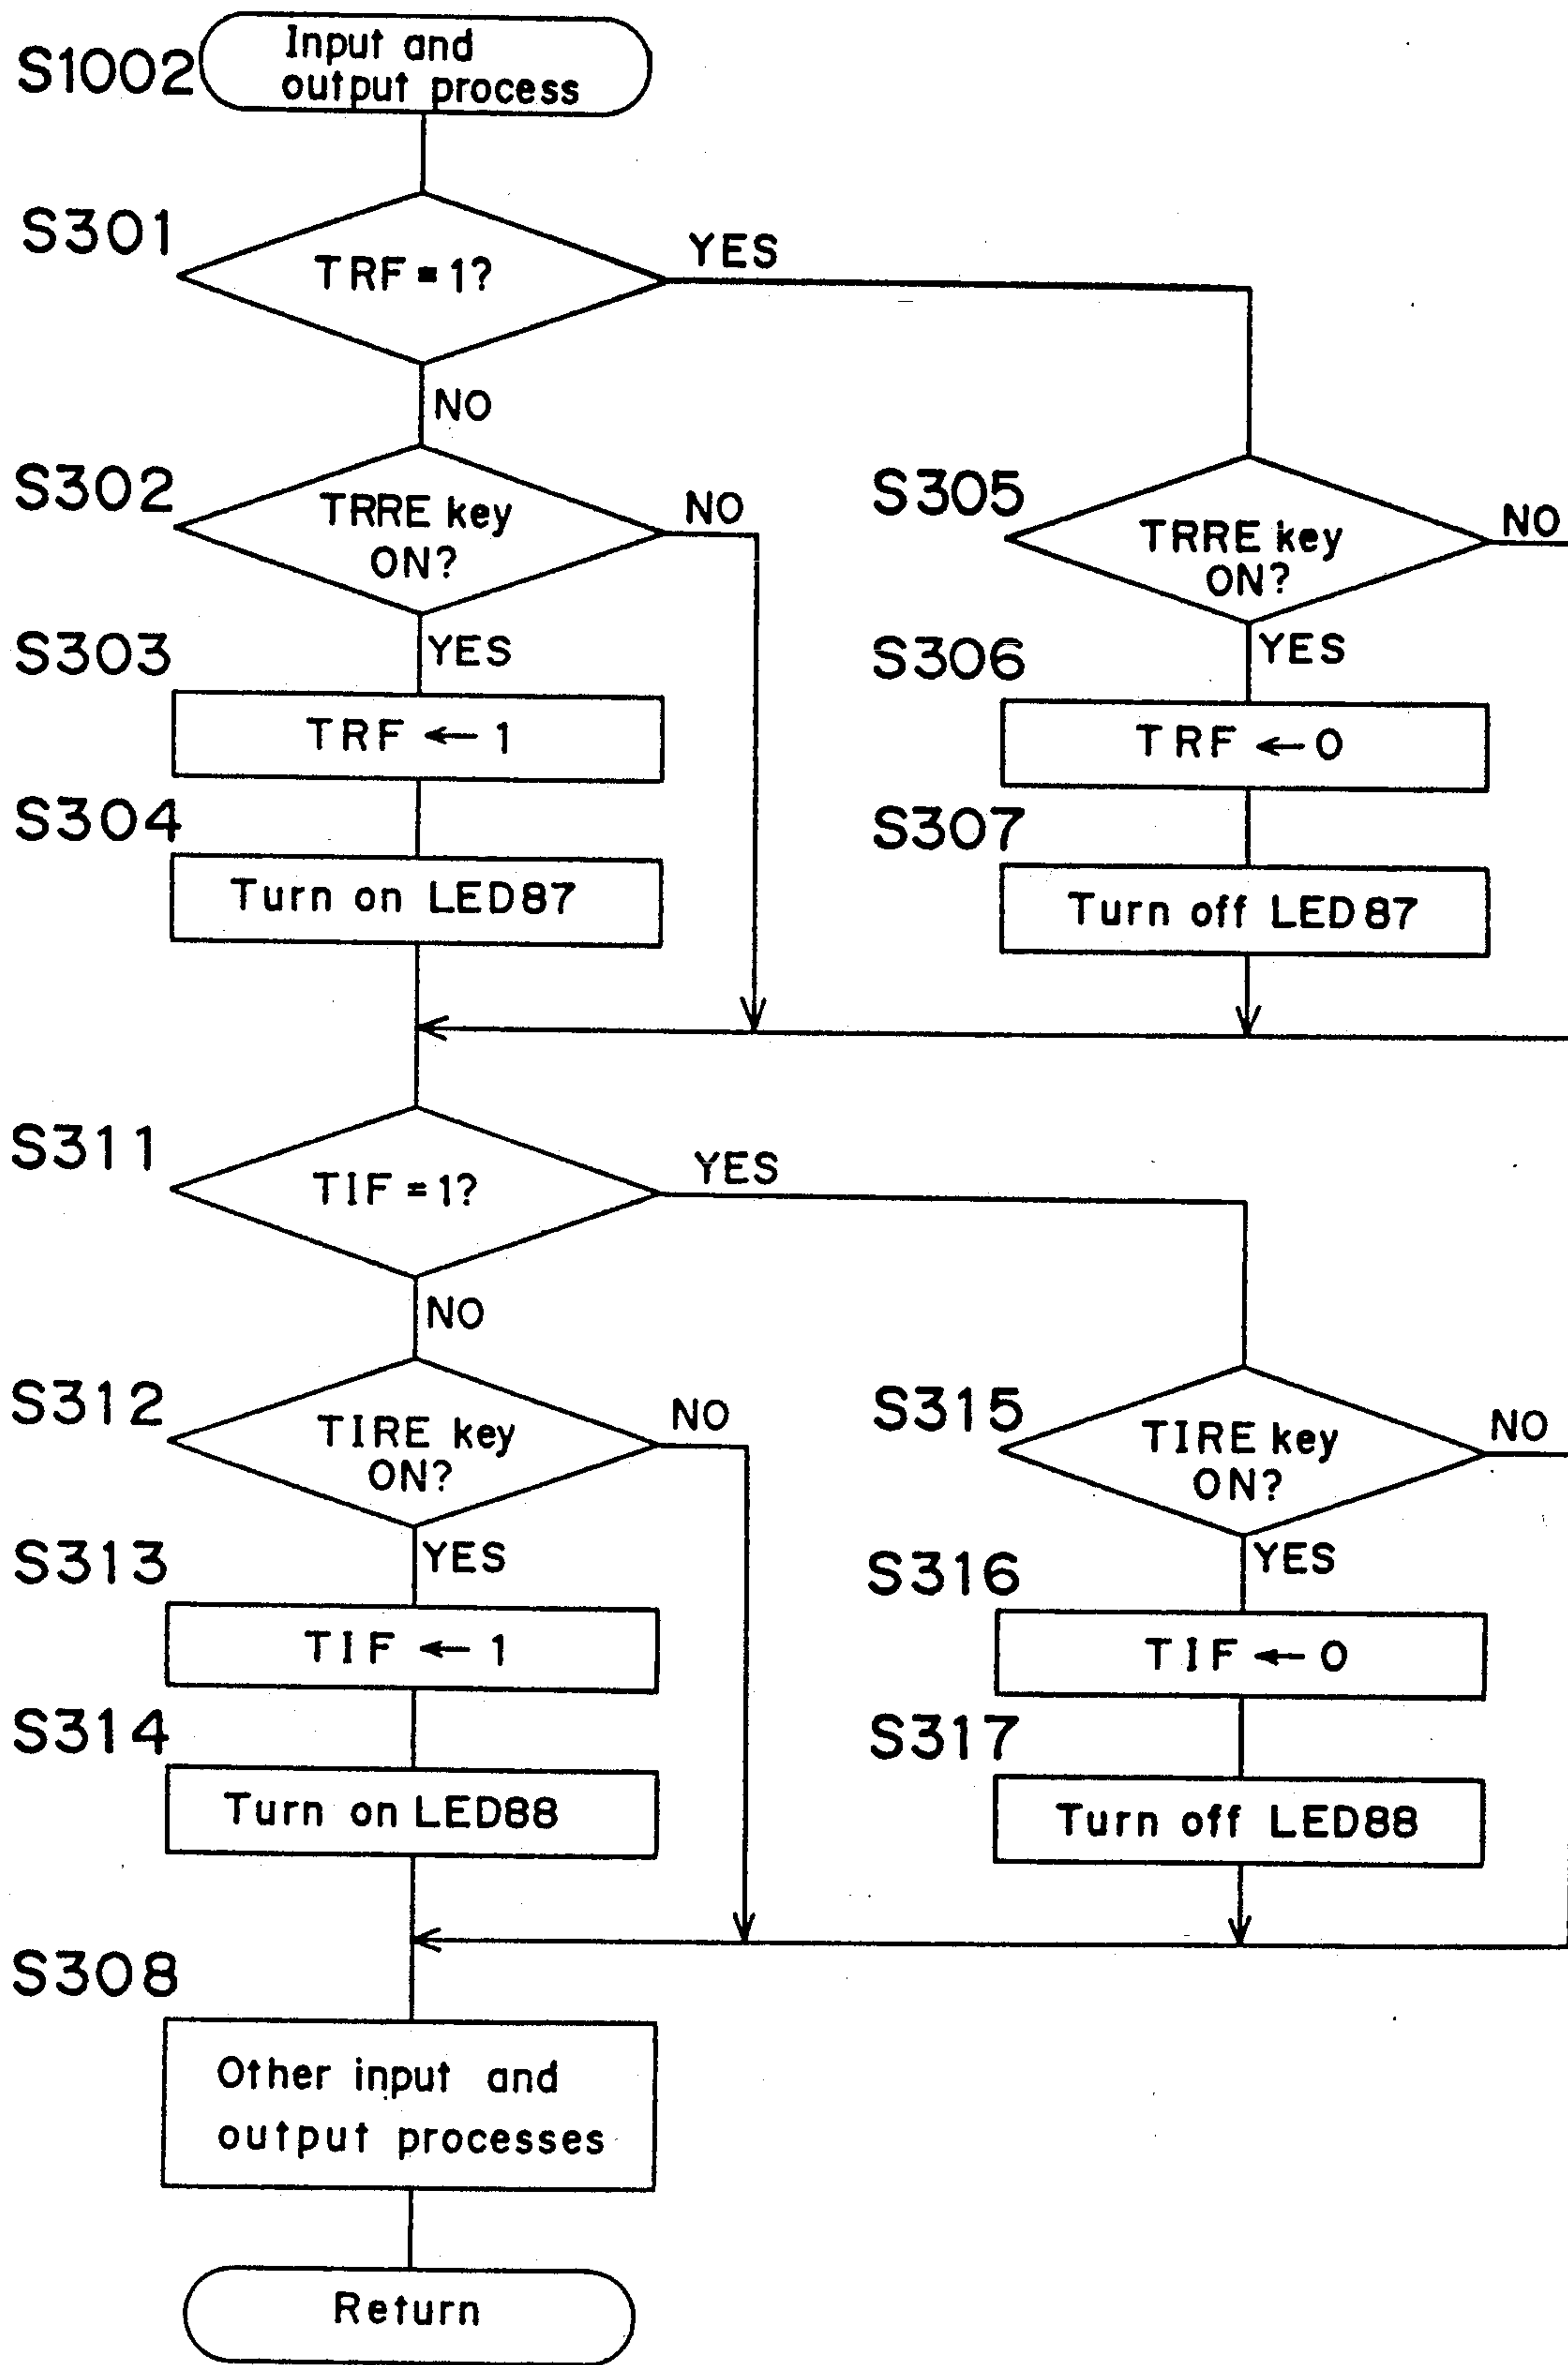 S1002
Input and
output process
S301
TRF = 1?
YES
NO
S302
TRRE key
ON?
NO
S305
TRRE key
ON?
NO
S303
YES
TRF ← 1
S306
YES
TRF ← 0
S304
Turn on LED87
S307
Turn off LED87
S311
TIF = 1?
YES
NO
S312
TIRE key
ON?
NO
S315
TIRE key
ON?
NO
S313
YES
TIF ← 1
S316
YES
TIF ← 0
S314
Turn on LED88
S317
Turn off LED88
S308
Other input and
output processes
Return